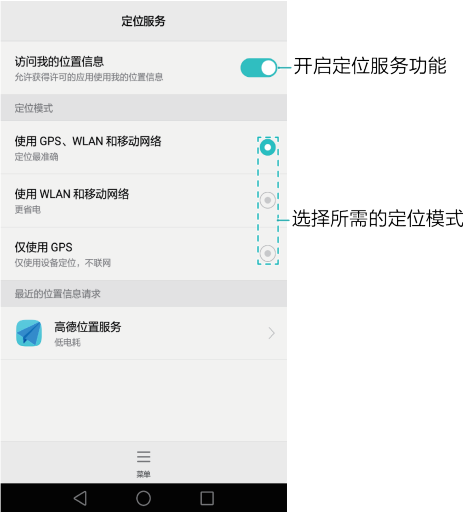 定位服务
访问我的位置信息
允许获得许可的应用使用我的位置信息
开启定位服务功能
定位模式
使用 GPS、WLAN 和移动网络
定位最准确
使用 WLAN 和移动网络
更省电
选择所需的定位模式
仅使用 GPS
仅使用设备定位，不联网
最近的位置信息请求
高德位置服务
低电耗
菜单